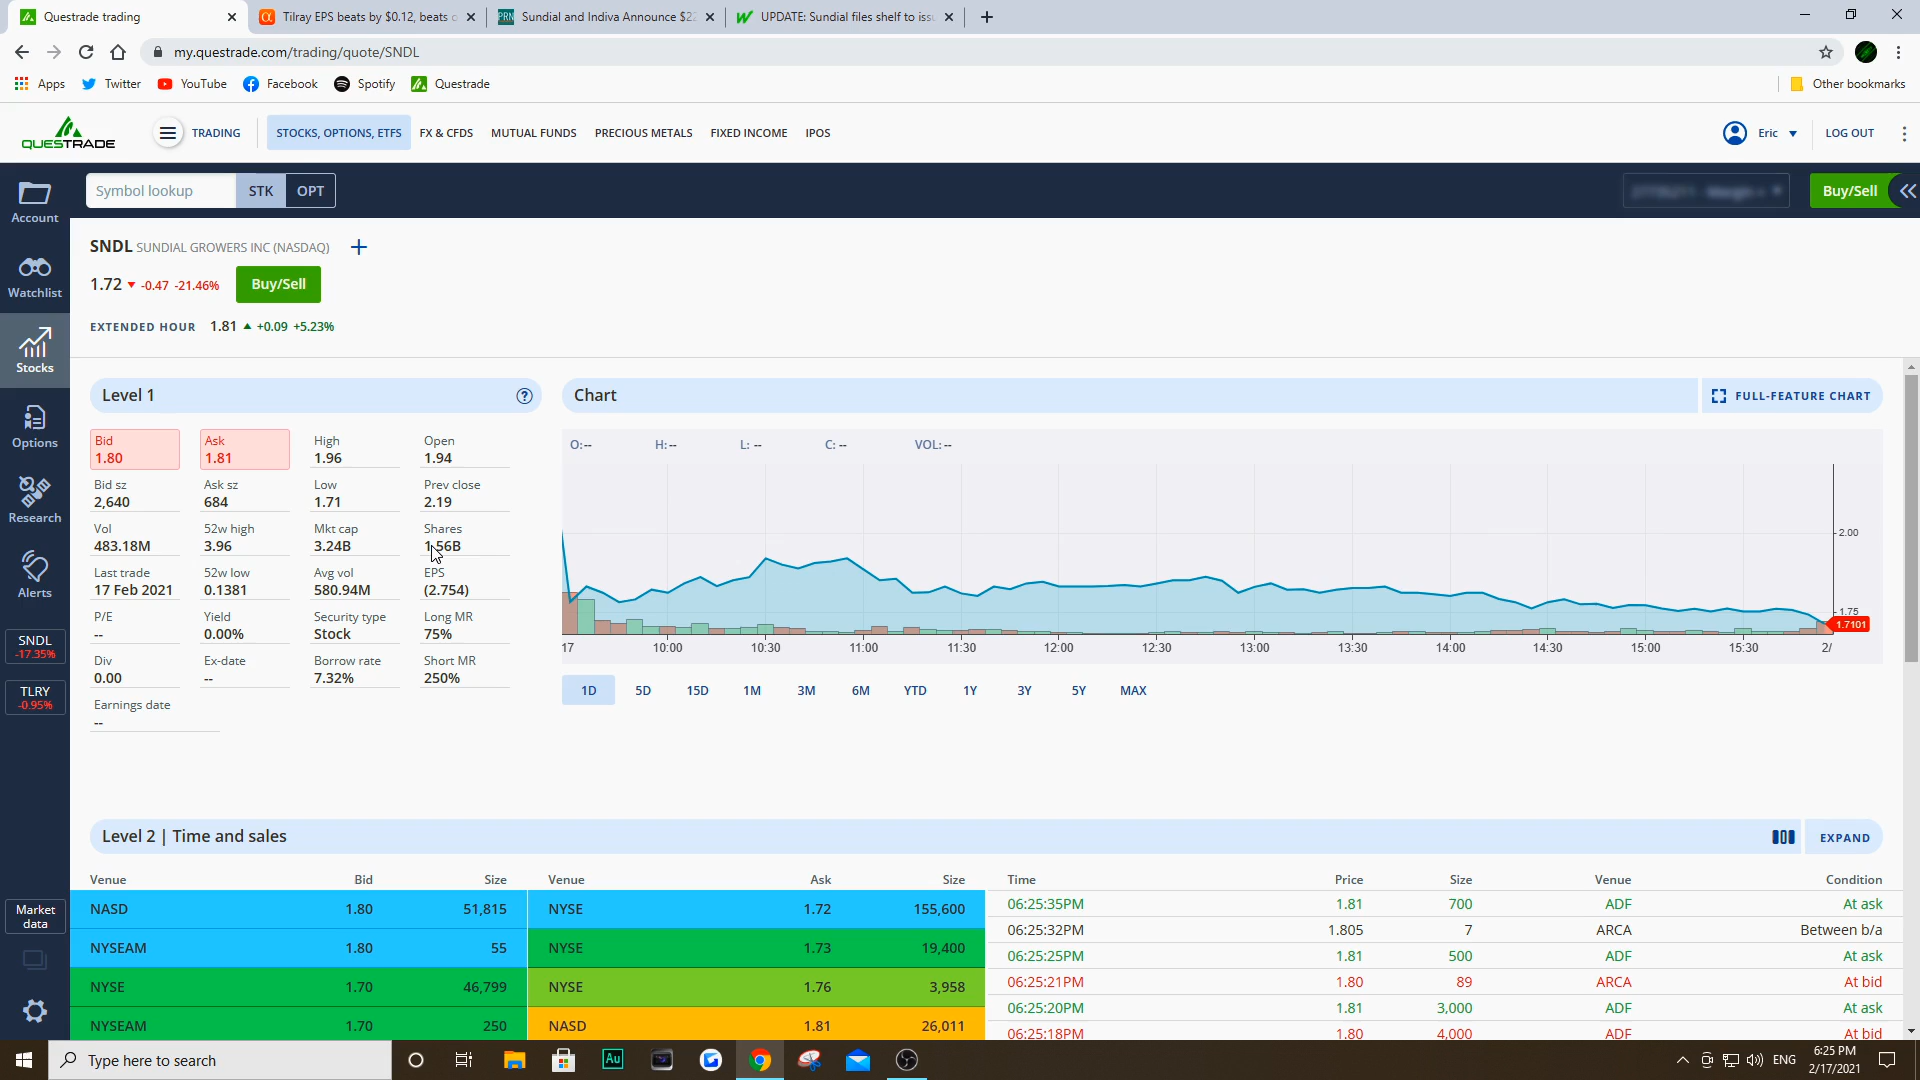 Questrade trading
Tilray EPS beats by $0.12, beats o
Sundial and Indiva Announce $22
UPDATE: Sundial files shelf to issu
my.questrade.com/trading/quote/SNDL
Apps Twitter YouTube Facebook Spotify Questrade Other bookmarks
QUESTRADE TRADING STOCKS, OPTIONS, ETFS FX & CFDS MUTUAL FUNDS PRECIOUS METALS FIXED INCOME IPOS Eric LOG OUT
Symbol lookup STK OPT Buy/Sell
Account
Watchlist
Stocks
Options
Research
Alerts
SNDL
-17.35%
TLRY
-0.95%
Market
data
SNDL SUNDIAL GROWERS INC (NASDAQ) +
1.72 -0.47 -21.46% Buy/Sell
EXTENDED HOUR 1.81 +0.09 +5.23%
Level 1 ?
Bid Ask High Open
1.80 1.81 1.96 1.94
Bid sz Ask sz Low Prev close
2,640 684 1.71 2.19
Vol 52w high Mkt cap Shares
483.18M 3.96 3.24B 1.56B
Last trade 52w low Avg vol EPS
17 Feb 2021 0.1381 580.94M (2.754)
P/E Yield Security type Long MR
-- 0.00% Stock 75%
Div Ex-date Borrow rate Short MR
0.00 -- 7.32% 250%
Earnings date
--
Chart FULL-FEATURE CHART
O:-- H:-- L: -- C: -- VOL: --
2.00
1.75
1.7101
17 10:00 10:30 11:00 11:30 12:00 12:30 13:00 13:30 14:00 14:30 15:00 15:30 2/
1D 5D 15D 1M 3M 6M YTD 1Y 3Y 5Y MAX
Level 2 | Time and sales EXPAND
Venue Bid Size Venue Ask Size Time Price Size Venue Condition
NASD 1.80 51,815 NYSE 1.72 155,600
NYSEAM 1.80 55 NYSE 1.73 19,400
NYSE 1.70 46,799 NYSE 1.76 3,958
NYSEAM 1.70 250 NASD 1.81 26,011
06:25:35PM 1.81 700 ADF At ask
06:25:32PM 1.805 7 ARCA Between b/a
06:25:25PM 1.81 500 ADF At ask
06:25:21PM 1.80 89 ARCA At bid
06:25:20PM 1.81 3,000 ADF At ask
06:25:18PM 1.80 4,000 ADF At bid
Type here to search
Au
ENG
6:25 PM
2/17/2021